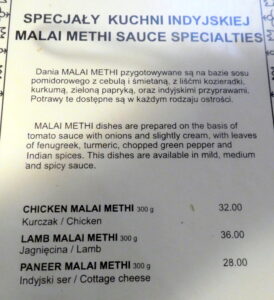 SPECJAŁY KUCHNI INDYJSKIEJ
MALAI METHI SAUCE SPECIALTIES
Dania MALAI METHI pzygotowywane są na bazie sosu
pomidorowego z cebulą i śmietaną, z liśćmi kozieradki,
kurkumą, zieloną papryką, oraz indyjskimi przyprawami.
Potrawy te dostępne są w każdym rodzaju ostrości.
MALAI METHI dishes are prepared on the basis of
tomato sauce with onions and slightly cream, with leaves
of fenugreek, turmeric, chopped green pepper and
Indian spices. This dishes are available in mild, medium
and spicy sauce.
CHICKEN MALAI METHI 300 g 32.00
Kurczak / Chicken
LAMB MALAI METHI 300 g 36.00
Jagnięcina / Lamb
PANEER MALAI METHI 300 g 28.00
Indyjski ser / Cottage cheese